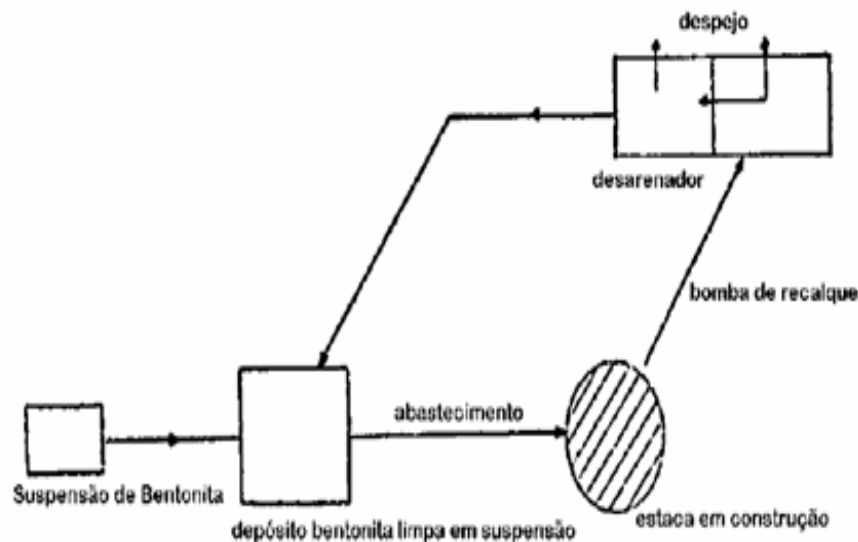 despejo
desarenador
bomba de recalque
abastecimento
Suspensão de Bentonita
estaca em construção
depósito bentonita limpa em suspensão